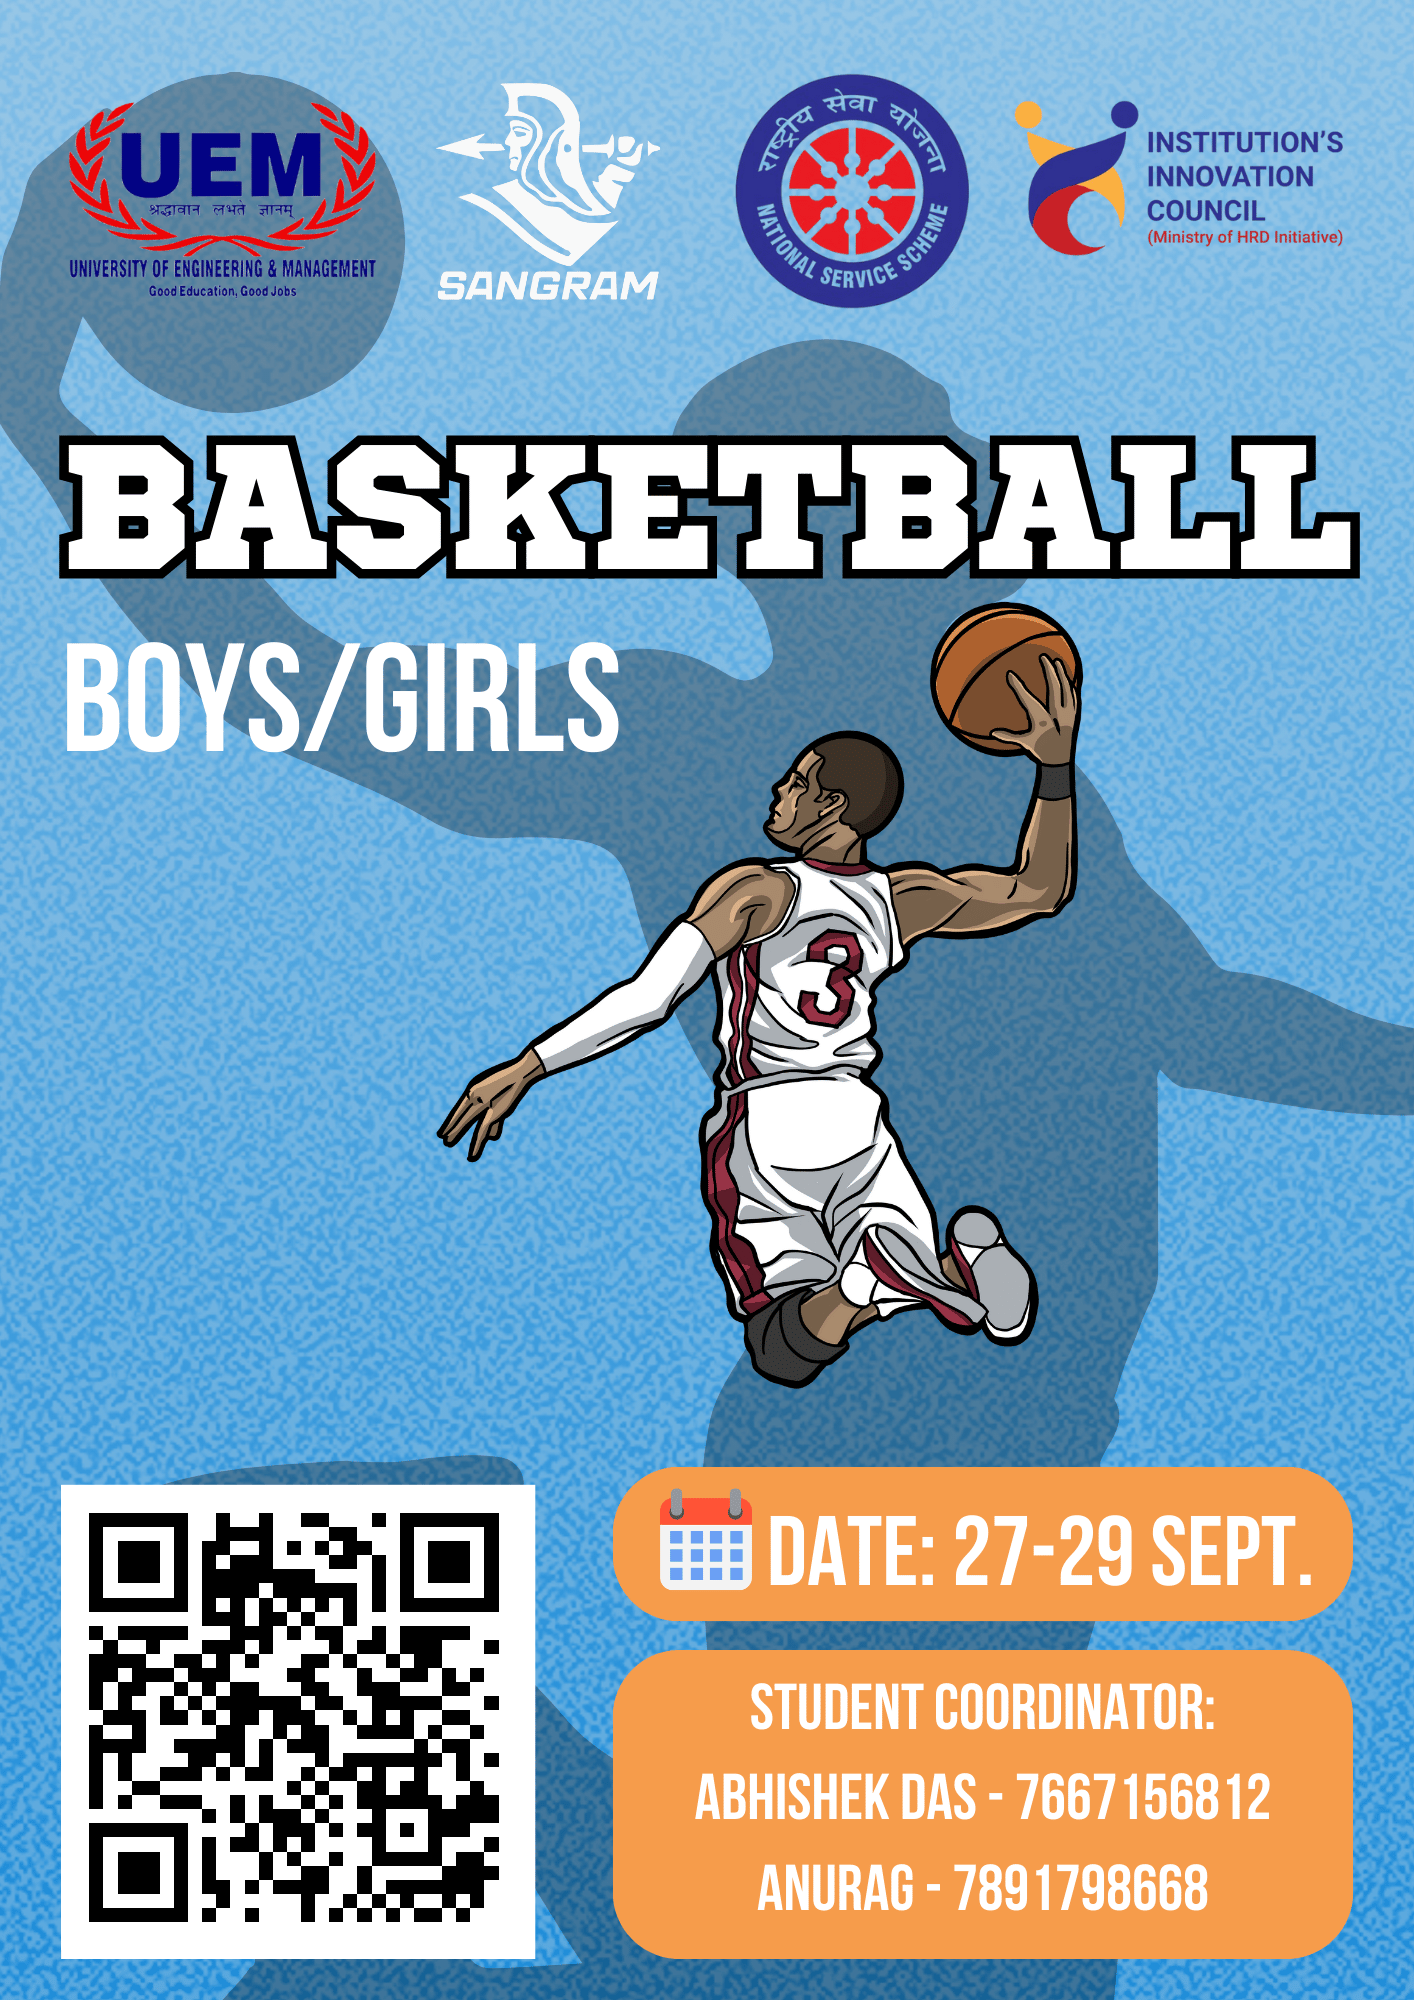 UEM
श्रद्धावान लभते ज्ञानम्
UNIVERSITY OF ENGINEERING & MANAGEMENT
Good Education, Good Jobs
SANGRAM
राष्ट्रीय सेवा योजना
NATIONAL SERVICE SCHEME
INSTITUTION'S
INNOVATION
COUNCIL
(Ministry of HRD Initiative)
BASKETBALL
BOYS/GIRLS
3
DATE: 27-29 SEPT.
STUDENT COORDINATOR:
ABHISHEK DAS - 7667156812
ANURAG - 7891798668